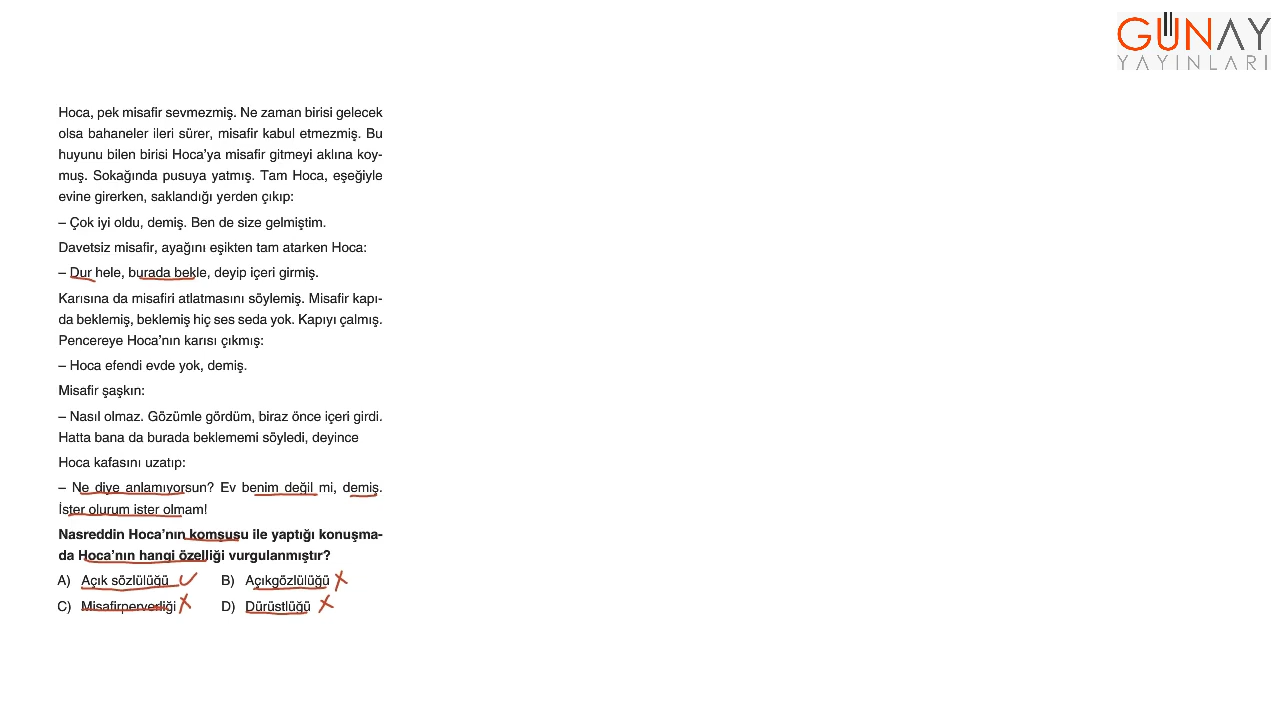 GÜNAY
YAYINLARI
Hoca, pek misafir sevmezmiş. Ne zaman birisi gelecek
olsa bahaneler ileri sürer, misafir kabul etmezmiş. Bu
huyunu bilen birisi Hoca'ya misafir gitmeyi aklına koy-
muş. Sokağında pusuya yatmış. Tam Hoca, eşeğiyle
evine girerken, saklandığı yerden çıkıp:
– Çok iyi oldu, demiş. Ben de size gelmiştim.
Davetsiz misafir, ayağını eşikten tam atarken Hoca:
– Dur hele, burada bekle, deyip içeri girmiş.
Karısına da misafiri atlatmasını söylemiş. Misafir kapı-
da beklemiş, beklemiş hiç ses seda yok. Kapıyı çalmış.
Pencereye Hoca'nın karısı çıkmış:
– Hoca efendi evde yok, demiş.
Misafir şaşkın:
– Nasıl olmaz. Gözümle gördüm, biraz önce içeri girdi.
Hatta bana da burada beklememi söyledi, deyince
Hoca kafasını uzatıp:
– Ne diye anlamıyorsun? Ev benim değil mi, demiş.
İster olurum ister olmam!
Nasreddin Hoca'nın komşusu ile yaptığı konuşma-
da Hoca'nın hangi özelliği vurgulanmıştır?
A) Açık sözlülüğü B) Açıkgözlülüğü
C) Misafirperverliği D) Dürüstlüğü